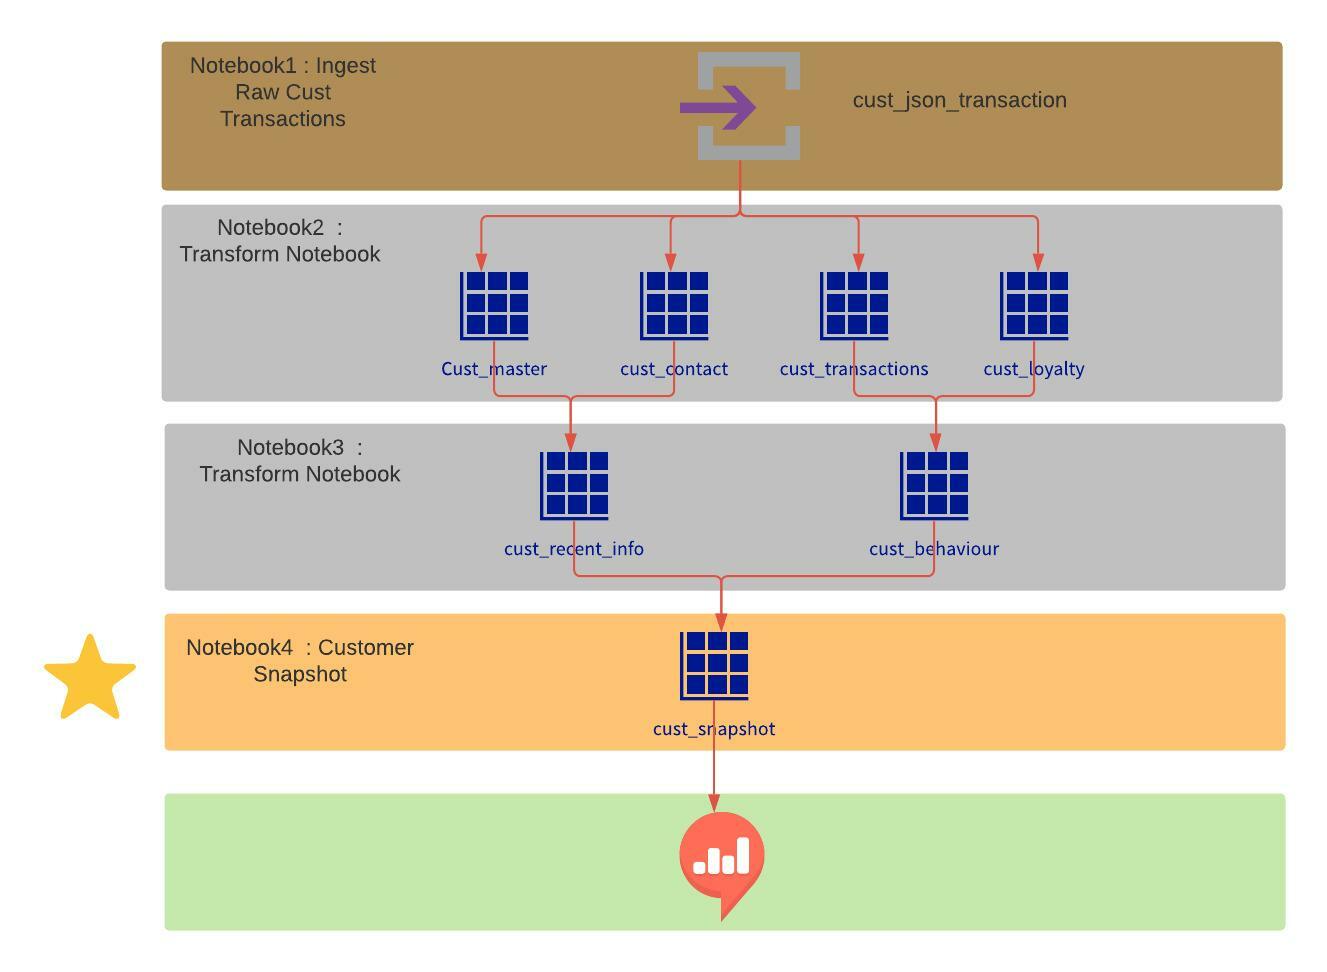 Notebook1 : Ingest
Raw Cust
Transactions
cust_json_transaction
Notebook2  :
Transform Notebook
Cust_master
cust_contact
cust_transactions
cust_loyalty
Notebook3  :
Transform Notebook
cust_recent_info
cust_behaviour
Notebook4  : Customer
Snapshot
cust_snapshot